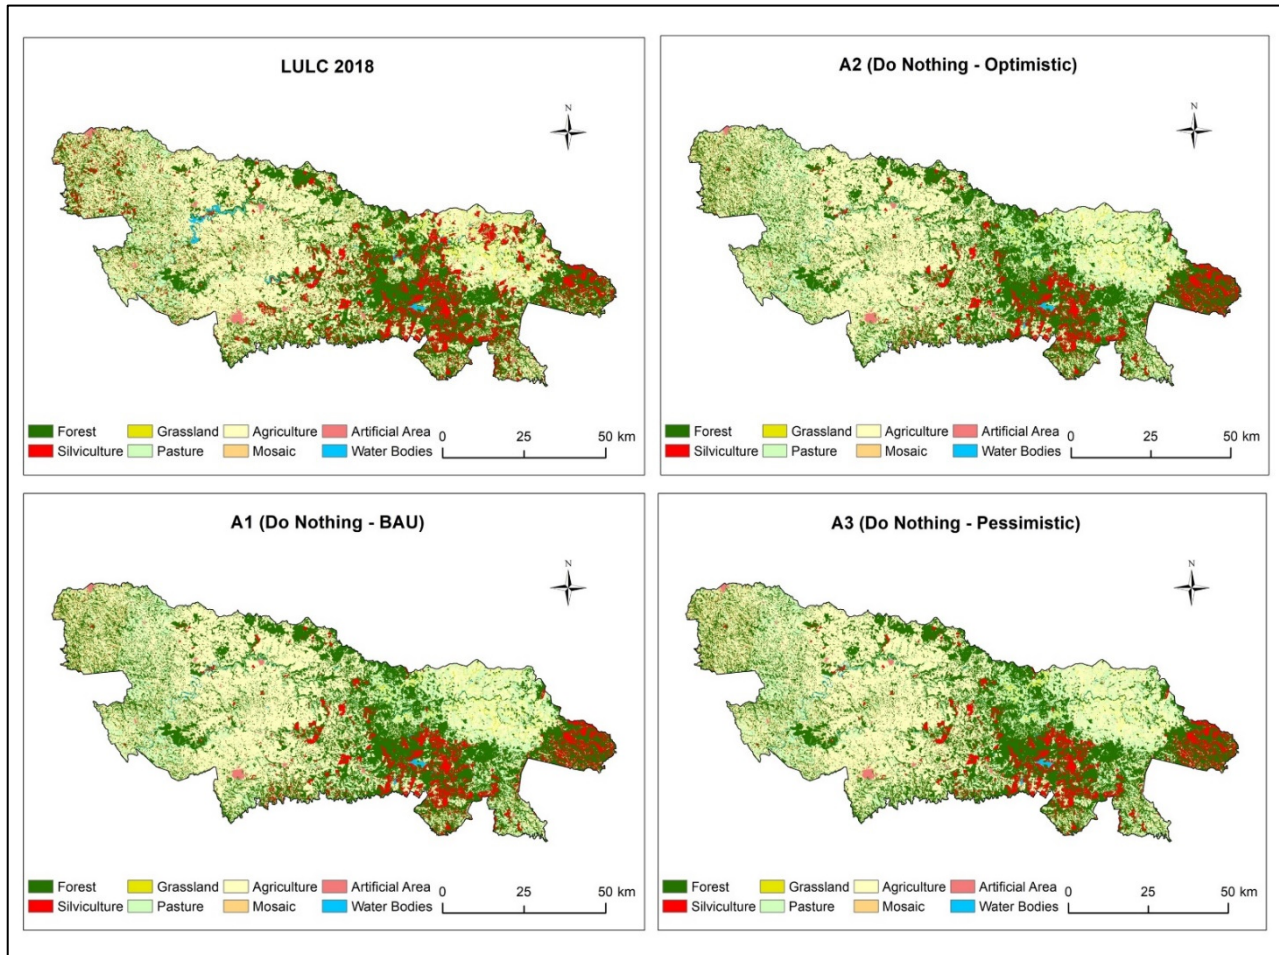 LULC 2018
N
Forest Grassland Agriculture Artificial Area 0 25 50 km
Silviculture Pasture Mosaic Water Bodies
A2 (Do Nothing - Optimistic)
N
Forest Grassland Agriculture Artificial Area 0 25 50 km
Silviculture Pasture Mosaic Water Bodies
A1 (Do Nothing - BAU)
N
Forest Grassland Agriculture Artificial Area 0 25 50 km
Silviculture Pasture Mosaic Water Bodies
A3 (Do Nothing - Pessimistic)
N
Forest Grassland Agriculture Artificial Area 0 25 50 km
Silviculture Pasture Mosaic Water Bodies